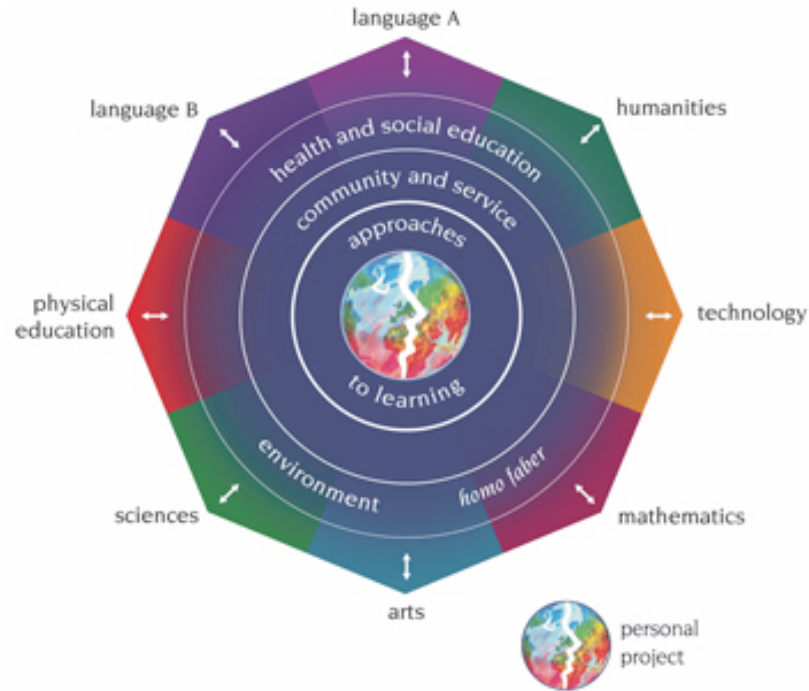 language A
language B
humanities
health and social education
community and service
approaches
to learning
physical
education
technology
environment
homo faber
sciences
mathematics
arts
personal
project